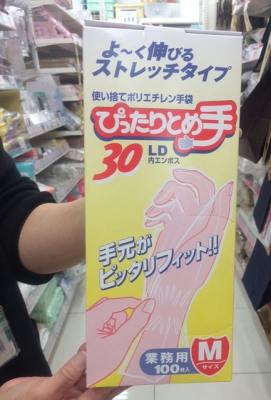 よ〜く伸びる
ストレッチタイプ
使い捨てポリエチレン手袋
ぴったりとめ手
30 LD
内エンボス
手元が
ピッタリフィット!!
業務用
100枚入
M
サイズ